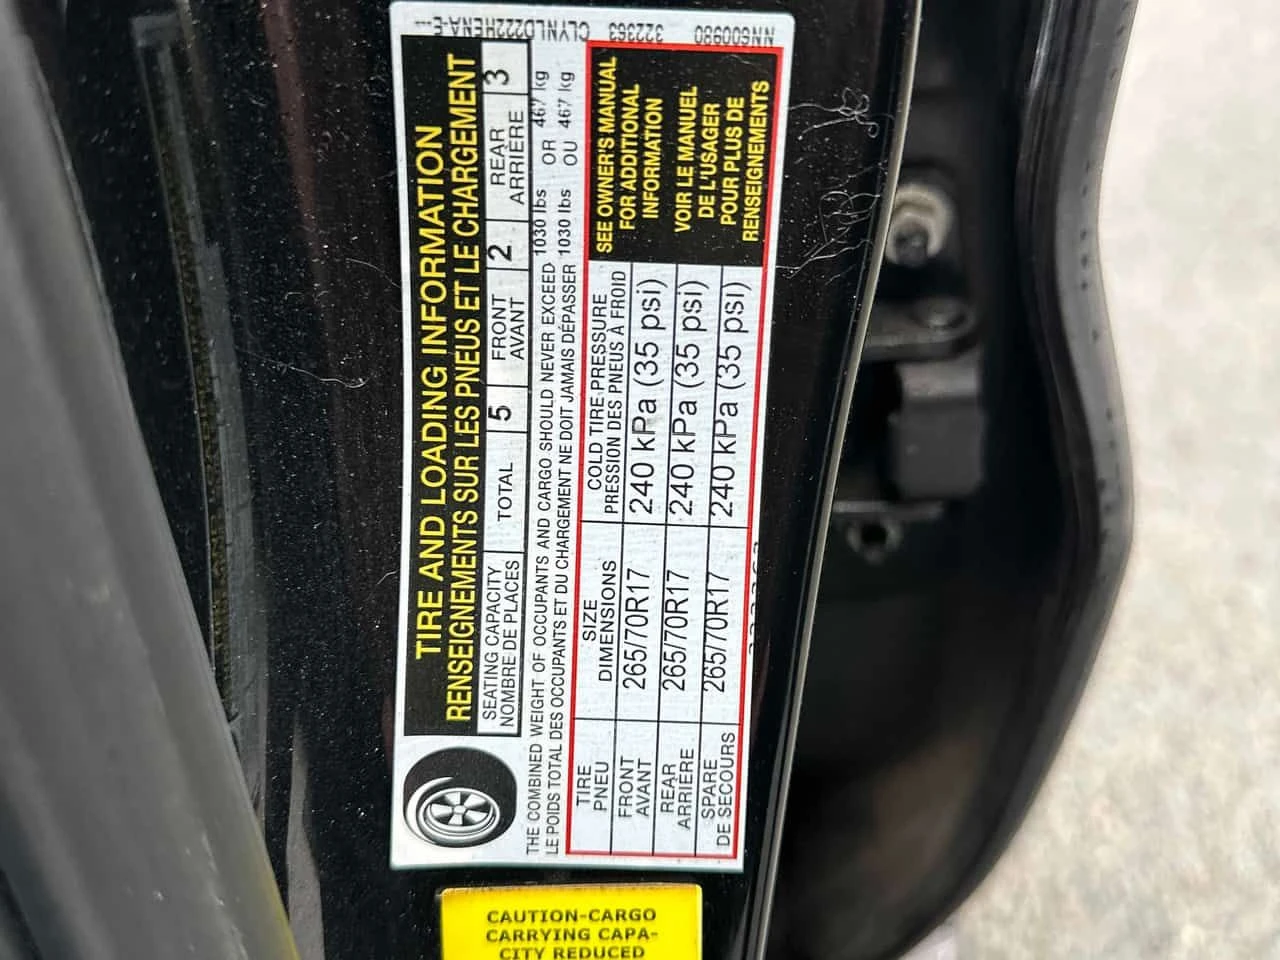 TIRE AND LOADING INFORMATION
RENSEIGNEMENTS SUR LES PNEUS ET LE CHARGEMENT
SEATING CAPACITY
NOMBRE DE PLACES
TOTAL 5
FRONT
AVANT
2
REAR
ARRIÈRE
3
THE COMBINED WEIGHT OF OCCUPANTS AND CARGO SHOULD NEVER EXCEED 1030 lbs OR 467 kg
LE POIDS TOTAL DES OCCUPANTS ET DU CHARGEMENT NE DOIT JAMAIS DÉPASSER 1030 lbs OU 467 kg
TIRE
PNEU
SIZE
DIMENSIONS
COLD TIRE PRESSURE
PRESSION DES PNEUS À FROID
FRONT
AVANT
265/70R17
240 kPa (35 psi)
REAR
ARRIÈRE
265/70R17
240 kPa (35 psi)
SPARE
DE SECOURS
265/70R17
240 kPa (35 psi)
SEE OWNER'S MANUAL
FOR ADDITIONAL
INFORMATION
VOIR LE MANUEL
DE L'USAGER
POUR PLUS DE
RENSEIGNEMENTS
NN600980 322363 CLYNLD222HENA-E---
CAUTION-CARGO
CARRYING CAPA-
CITY REDUCED